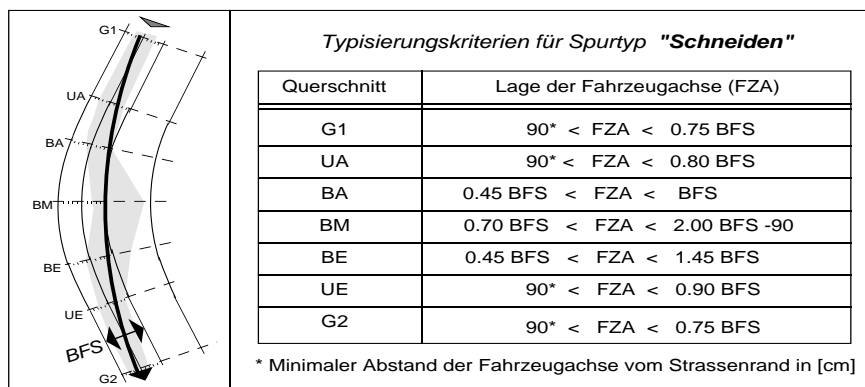 G1
UA
BA
BM
BE
UE
BFS
G2
Typisierungskriterien für Spurtyp "Schneiden"
Querschnitt Lage der Fahrzeugachse (FZA)
G1 90* < FZA < 0.75 BFS
UA 90* < FZA < 0.80 BFS
BA 0.45 BFS < FZA < BFS
BM 0.70 BFS < FZA < 2.00 BFS -90
BE 0.45 BFS < FZA < 1.45 BFS
UE 90* < FZA < 0.90 BFS
G2 90* < FZA < 0.75 BFS
* Minimaler Abstand der Fahrzeugachse vom Strassenrand in [cm]